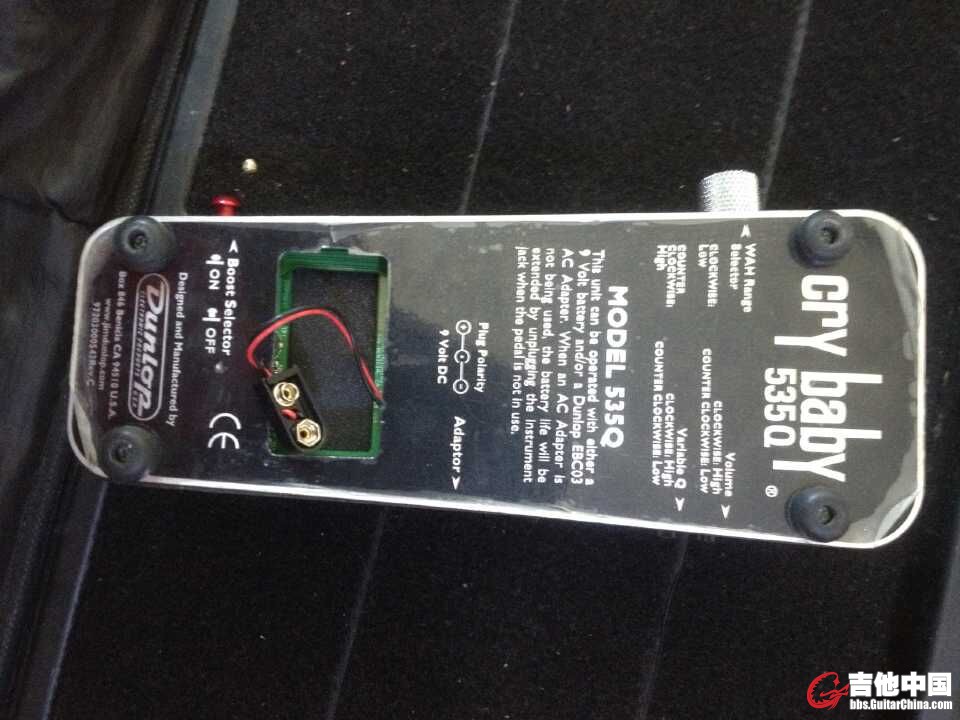 cry baby®
535Q
WAH Range
Selector
CLOCKWISE:
Low
COUNTER
CLOCKWISE:
High
Volume
CLOCKWISE: High
COUNTER CLOCKWISE: Low
Variable Q
CLOCKWISE: High
COUNTER CLOCKWISE: Low
MODEL 535Q
This unit can be operated with either a
9 Volt battery and/or a Dunlop EBC03
AC Adapter. When an AC Adapter is
not being used the battery life will be
extended by unplugging the instrument
jack when the pedal is not in use.
Plug Polarity
9 Volt DC
Adaptor
Boost Selector
ON OFF
CE
Designed and Manufactured by
Dunlop
Box 846 Benicia CA 94510 U.S.A.
www.jimdunlop.com
吉他中国
bbs.GuitarChina.com